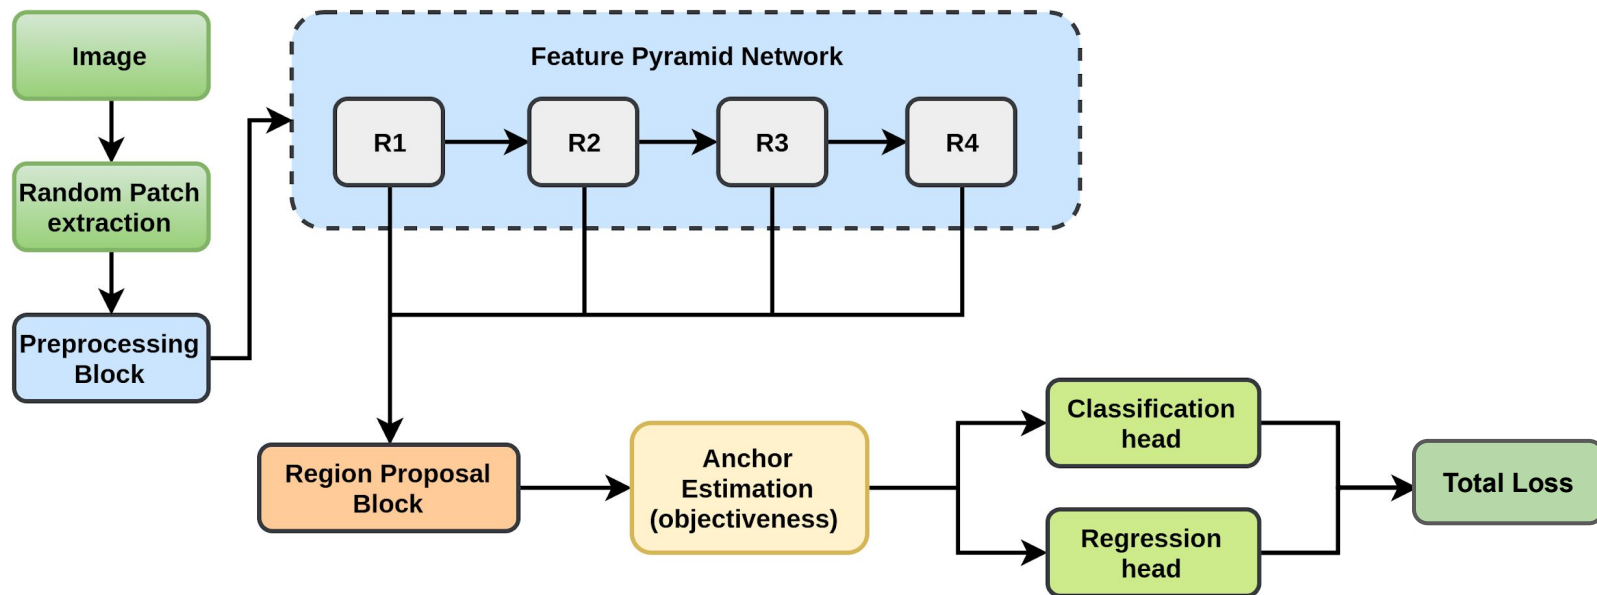 Image
Random Patch
extraction
Preprocessing
Block
Feature Pyramid Network
R1
R2
R3
R4
Region Proposal
Block
Anchor
Estimation
(objectiveness)
Classification
head
Regression
head
Total Loss